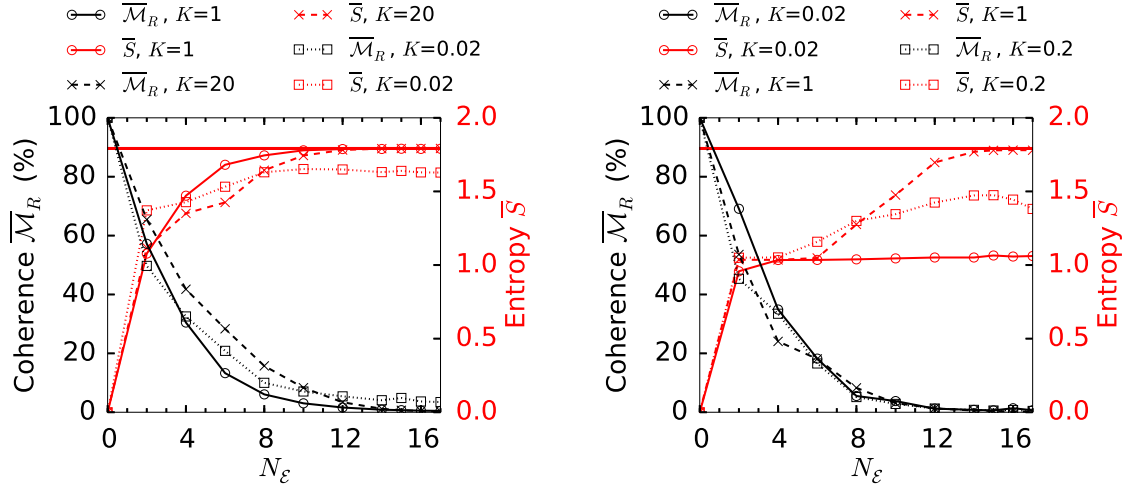 M̅_R , K=1
S̅, K=1
M̅_R , K=20
S̅, K=20
M̅_R , K=0.02
S̅, K=0.02
100
80
60
40
20
0
Coherence M̅_R (%)
2.0
1.5
1.0
0.5
0.0
Entropy S̅
0 4 8 12 16
N_ℰ
M̅_R , K=0.02
S̅, K=0.02
M̅_R , K=1
S̅, K=1
M̅_R , K=0.2
S̅, K=0.2
100
80
60
40
20
0
Coherence M̅_R (%)
2.0
1.5
1.0
0.5
0.0
Entropy S̅
0 4 8 12 16
N_ℰ